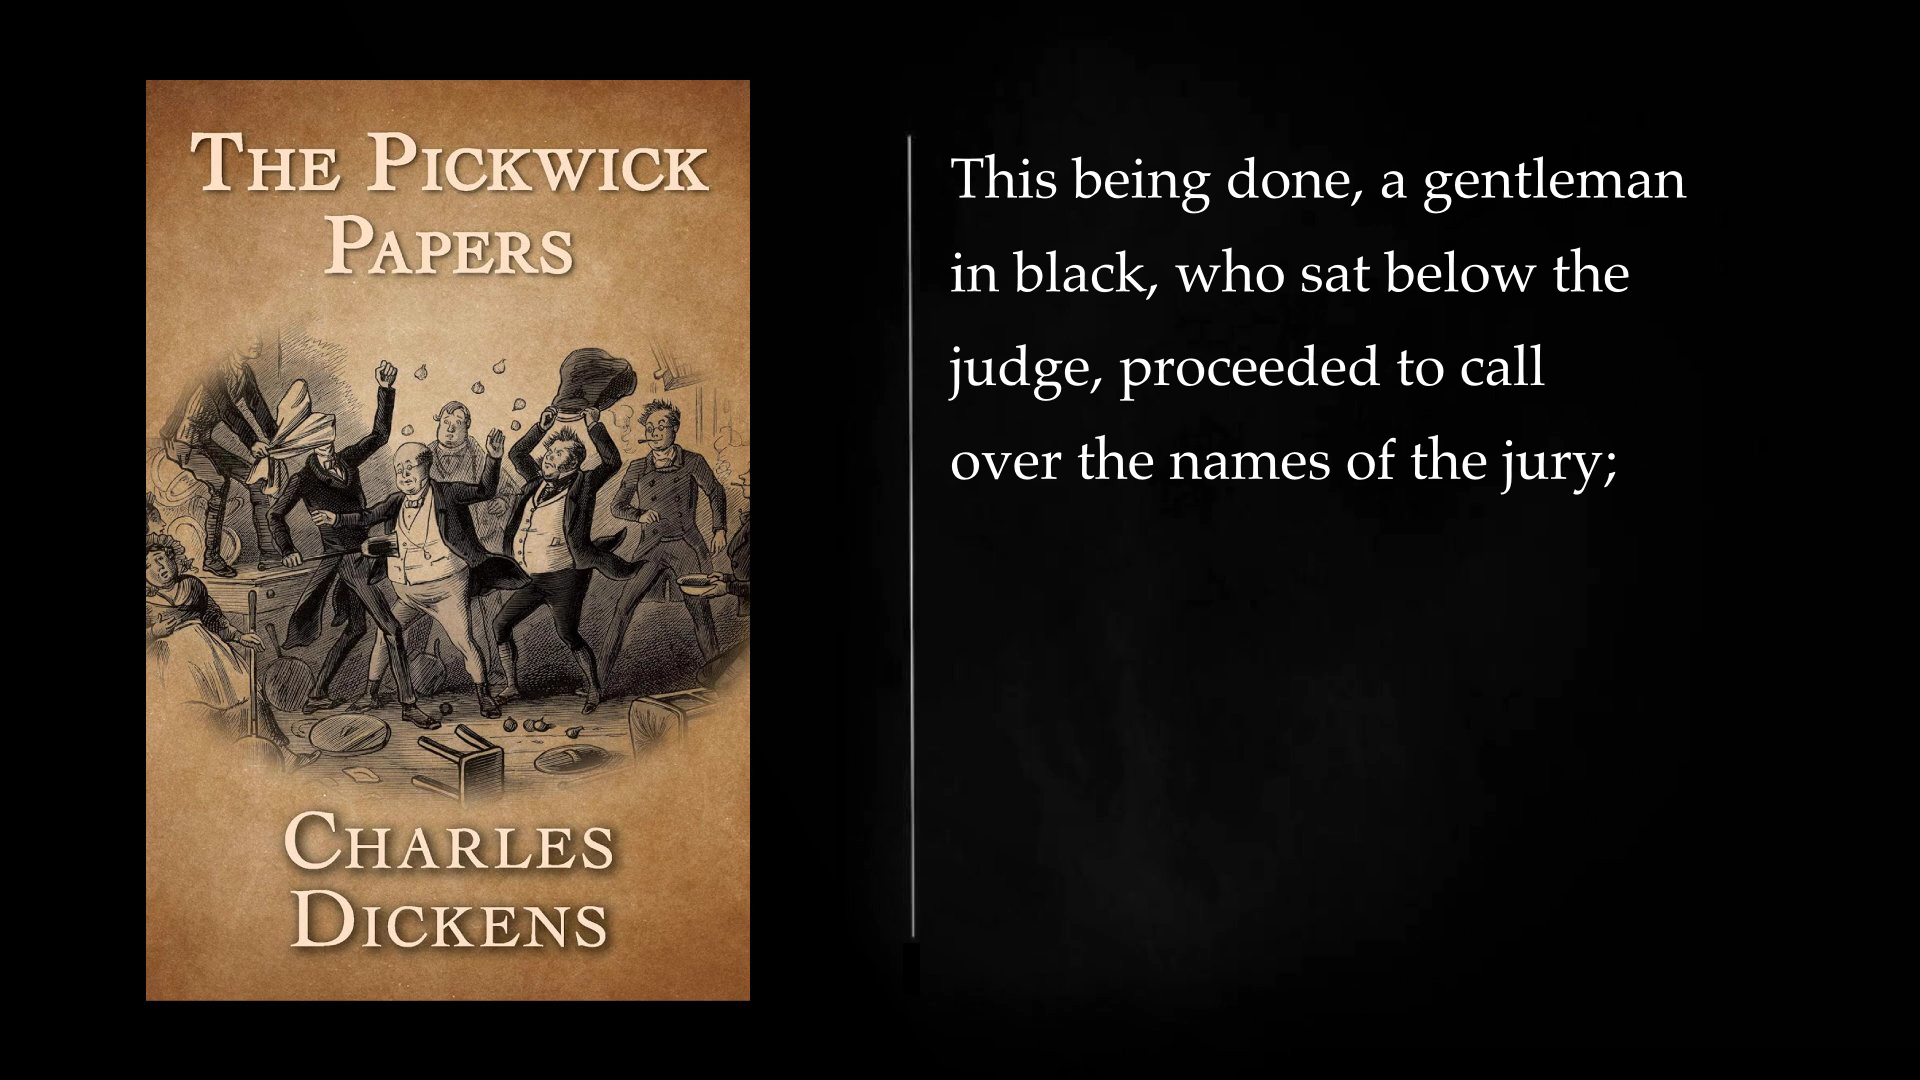 The Pickwick
Papers
Charles
Dickens
This being done, a gentleman
in black, who sat below the
judge, proceeded to call
over the names of the jury;